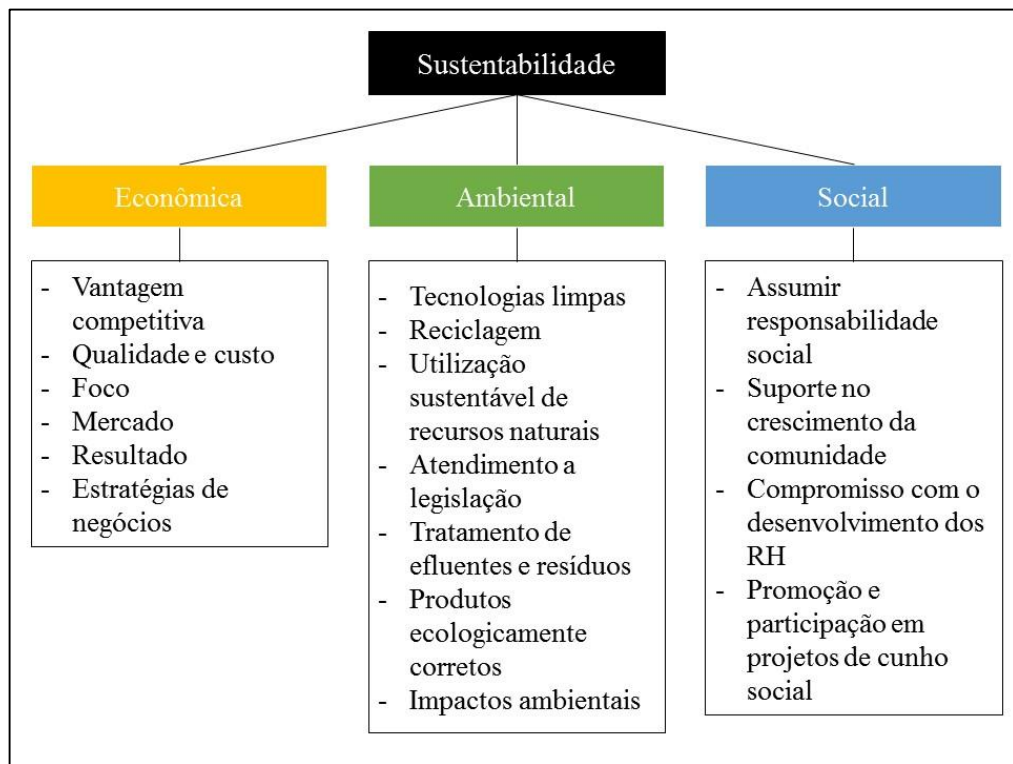 Sustentabilidade
Econômica
Ambiental
Social
- Vantagem
competitiva
- Qualidade e custo
- Foco
- Mercado
- Resultado
- Estratégias de
negócios
- Tecnologias limpas
- Reciclagem
- Utilização
sustentável de
recursos naturais
- Atendimento a
legislação
- Tratamento de
efluentes e resíduos
- Produtos
ecologicamente
corretos
- Impactos ambientais
- Assumir
responsabilidade
social
- Suporte no
crescimento da
comunidade
- Compromisso com o
desenvolvimento dos
RH
- Promoção e
participação em
projetos de cunho
social